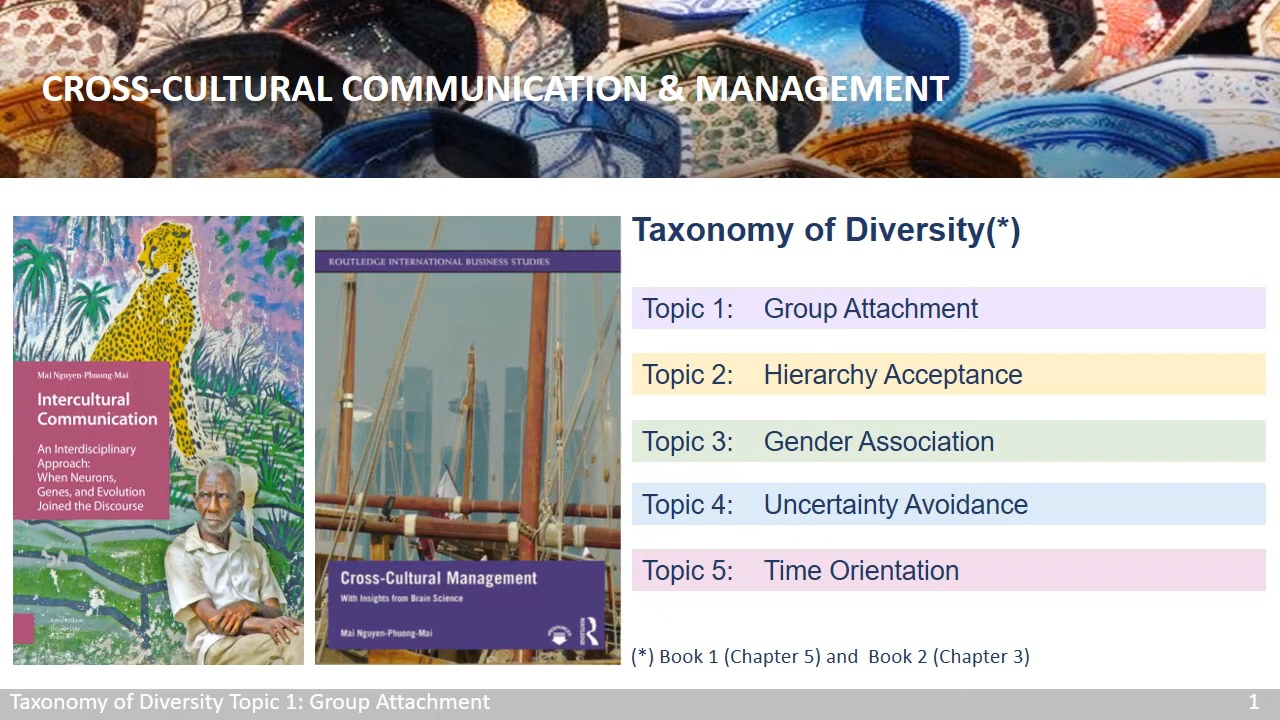 CROSS-CULTURAL COMMUNICATION & MANAGEMENT
Mai Nguyen-Phuong-Mai
Intercultural
Communication
An Interdisciplinary
Approach:
When Neurons,
Genes, and Evolution
Joined the Discourse
Amsterdam
University
ROUTLEDGE INTERNATIONAL BUSINESS STUDIES
Cross-Cultural Management
With Insights from Brain Science
Mai Nguyen-Phuong-Mai
ROUTLEDGE
Taxonomy of Diversity(*)
Topic 1: Group Attachment
Topic 2: Hierarchy Acceptance
Topic 3: Gender Association
Topic 4: Uncertainty Avoidance
Topic 5: Time Orientation
(*) Book 1 (Chapter 5) and Book 2 (Chapter 3)
Taxonomy of Diversity Topic 1: Group Attachment
1